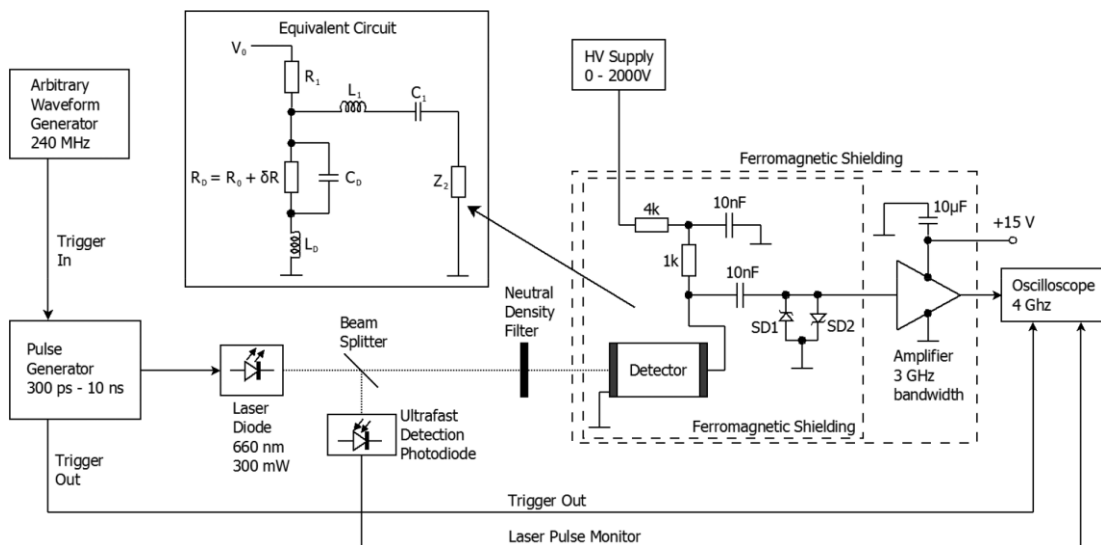 Equivalent Circuit
V₀
R₁
L₁
C₁
R_D = R₀ + δR
C_D
Z₂
L_D
Arbitrary
Waveform
Generator
240 MHz
Trigger
In
Pulse
Generator
300 ps - 10 ns
Trigger
Out
Laser
Diode
660 nm
300 mW
Beam
Splitter
Ultrafast
Detection
Photodiode
Neutral
Density
Filter
HV Supply
0 - 2000V
Ferromagnetic Shielding
4k
10nF
1k
10nF
SD1
SD2
Detector
Ferromagnetic Shielding
10µF
+15 V
Amplifier
3 GHz
bandwidth
Oscilloscope
4 Ghz
Trigger Out
Laser Pulse Monitor